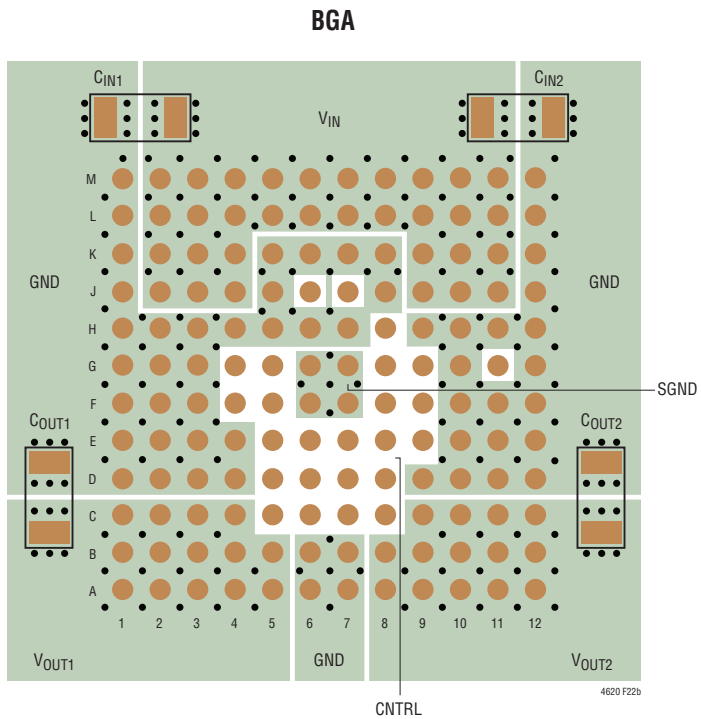 BGA
CIN1
CIN2
VIN
M
L
K
GND
J
GND
H
G
SGND
F
COUT1
COUT2
E
D
C
B
A
1 2 3 4 5 6 7 8 9 10 11 12
VOUT1
GND
VOUT2
4620 F22b
CNTRL